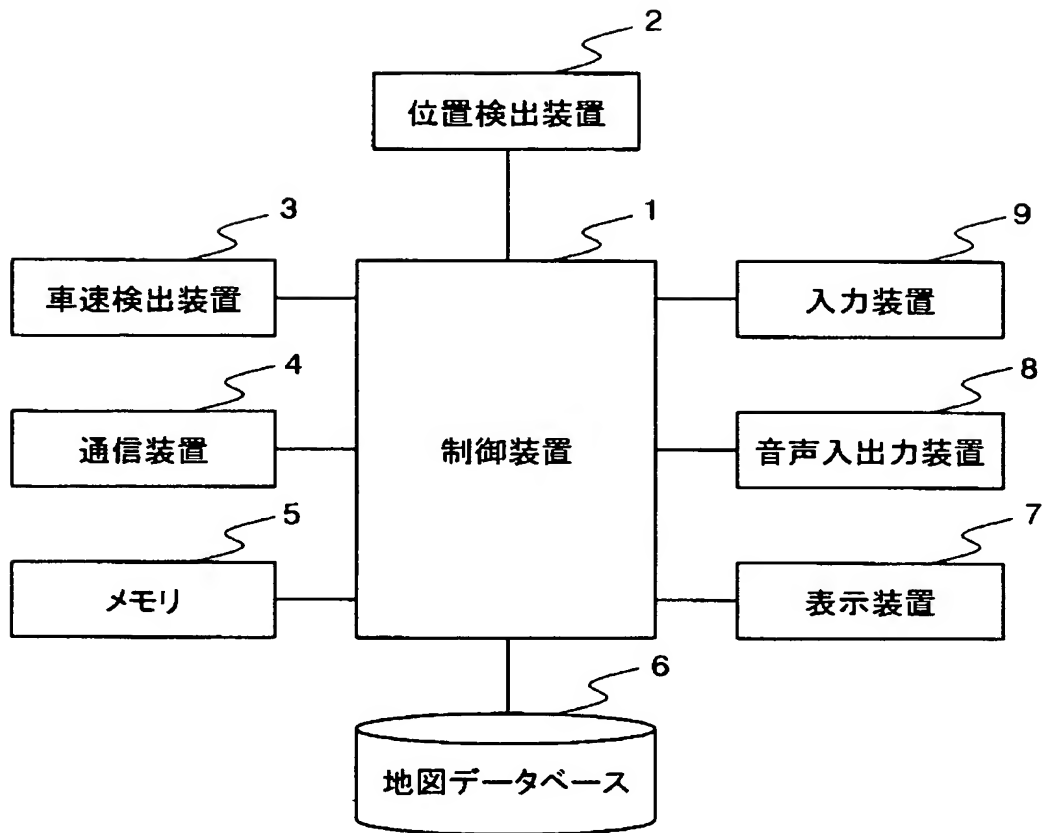 2
位置検出装置
3
1
9
車速検出装置
入力装置
4
8
通信装置
制御装置
音声入出力装置
5
7
メモリ
表示装置
6
地図データベース